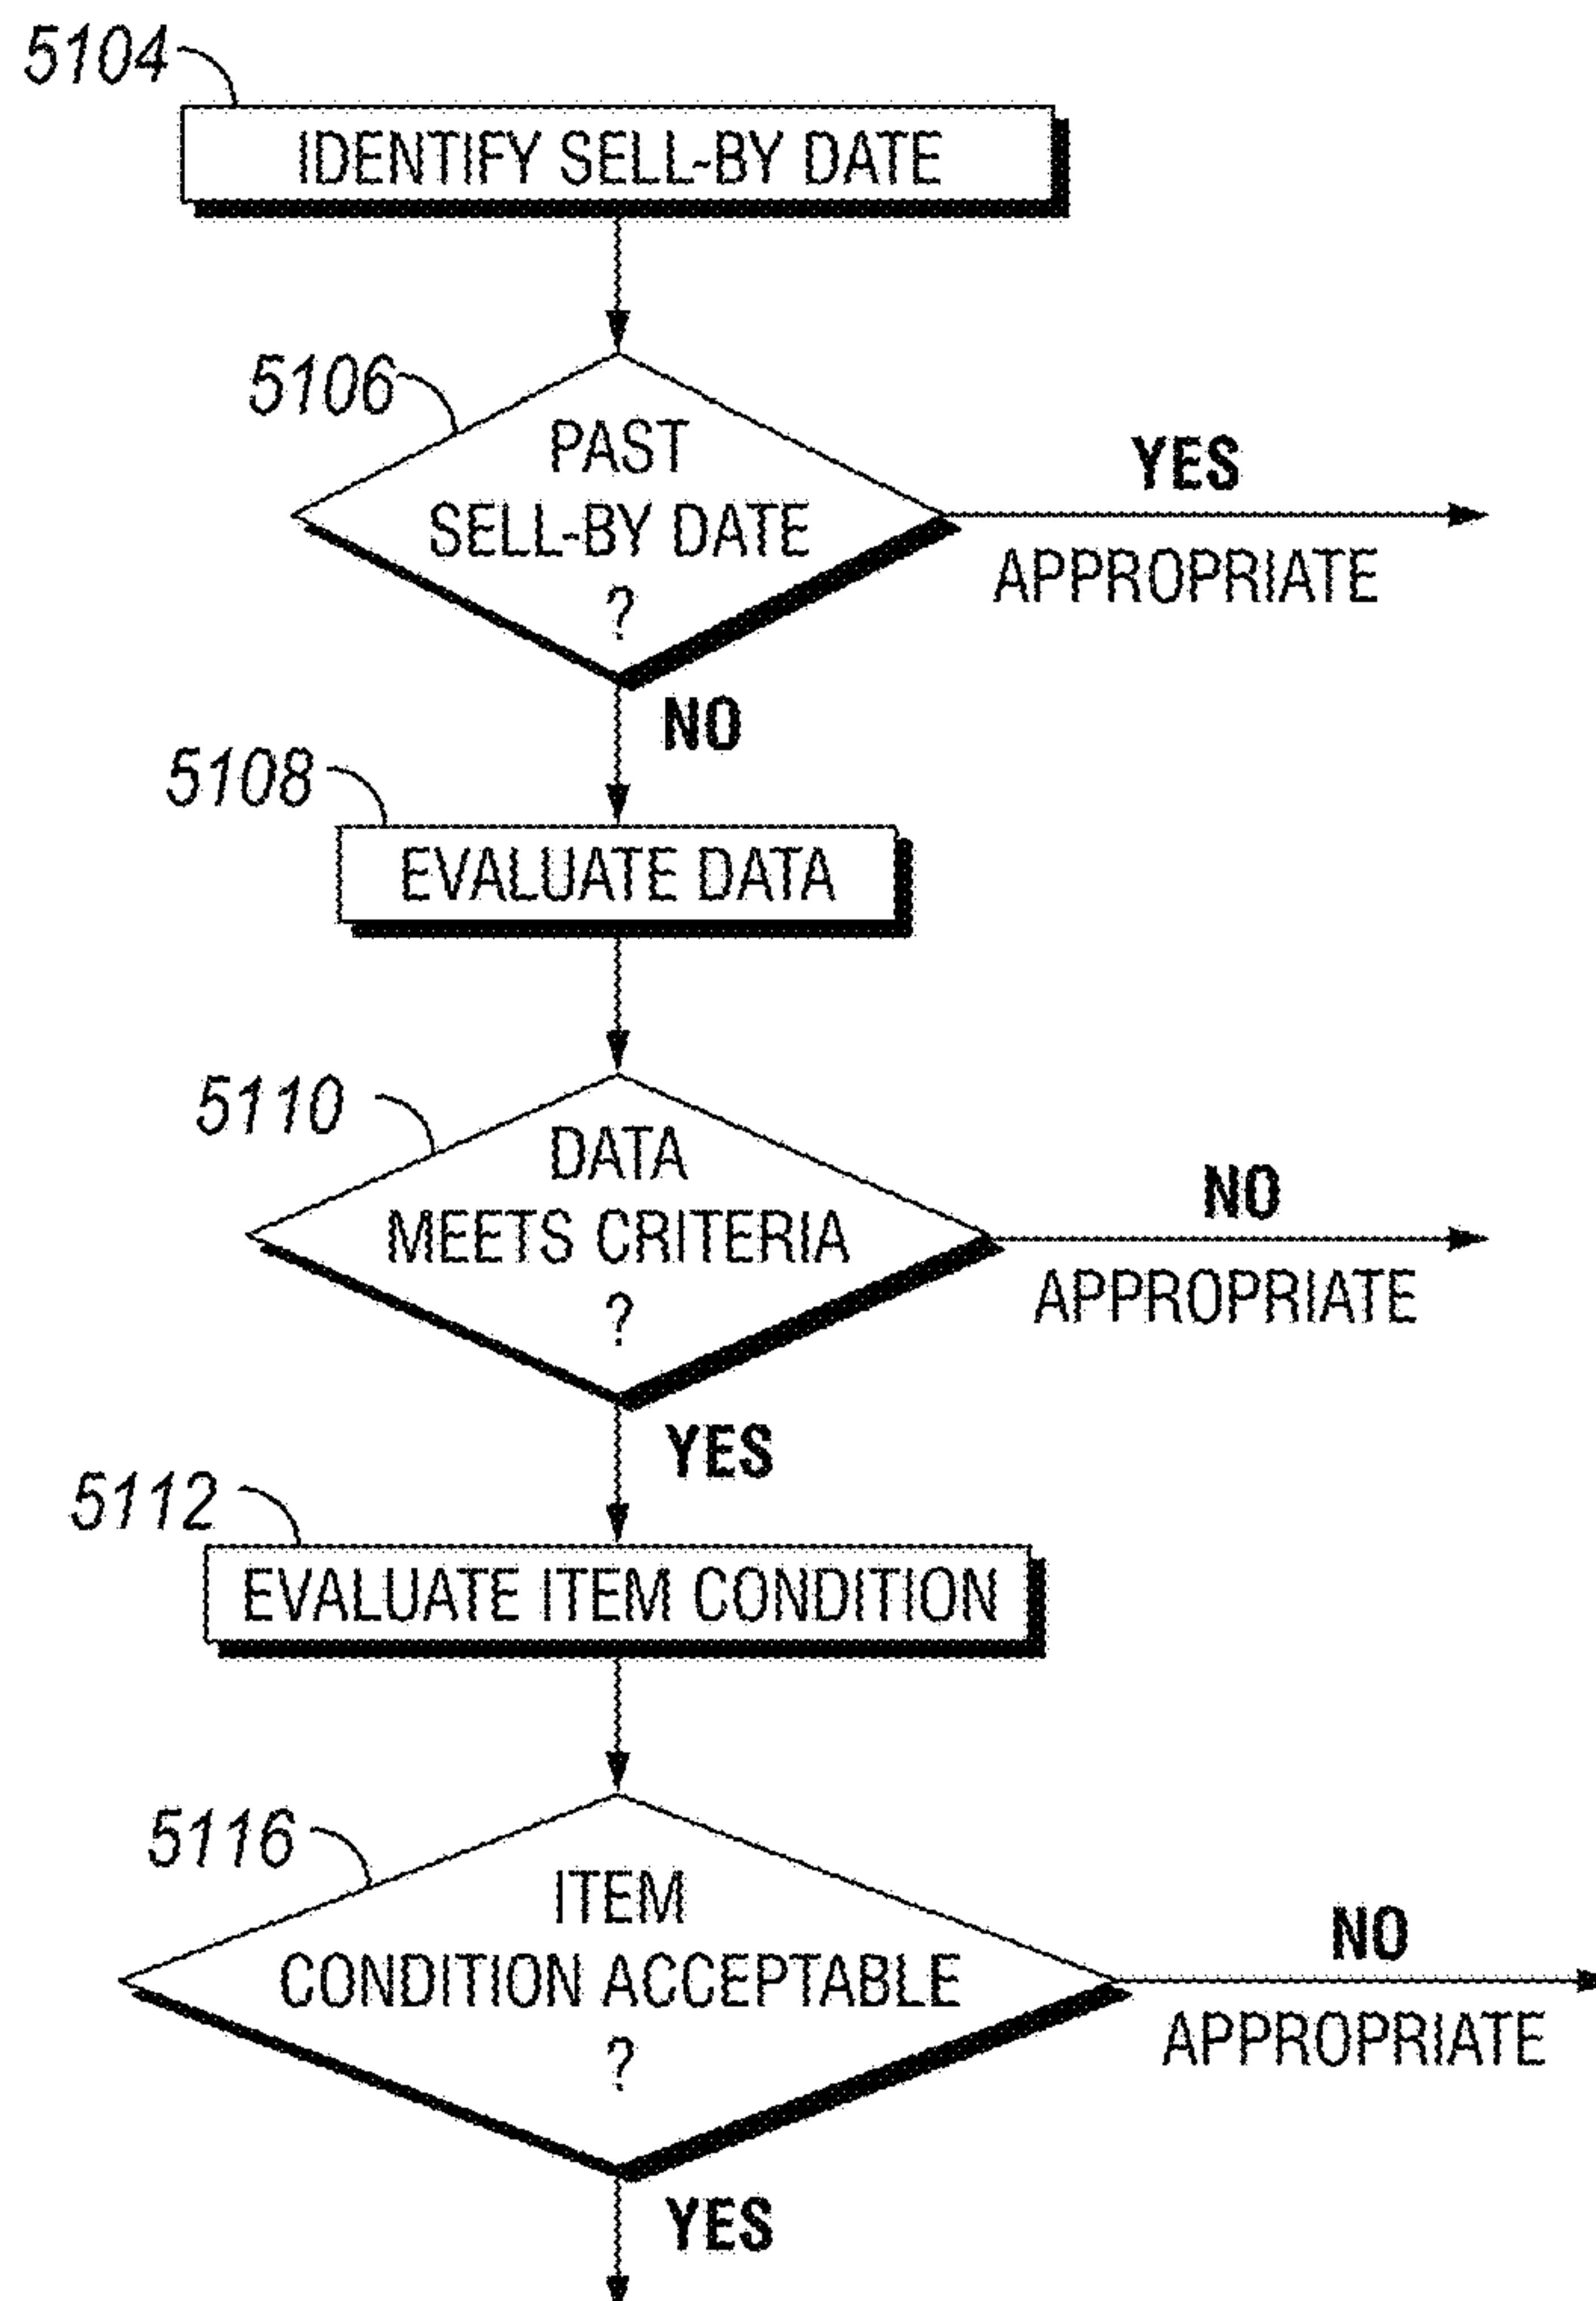 5104
IDENTIFY SELL-BY DATE
5106
PAST
SELL-BY DATE
?
YES
APPROPRIATE
NO
5108
EVALUATE DATA
5110
DATA
MEETS CRITERIA
?
NO
APPROPRIATE
YES
5112
EVALUATE ITEM CONDITION
5116
ITEM
CONDITION ACCEPTABLE
?
NO
APPROPRIATE
YES